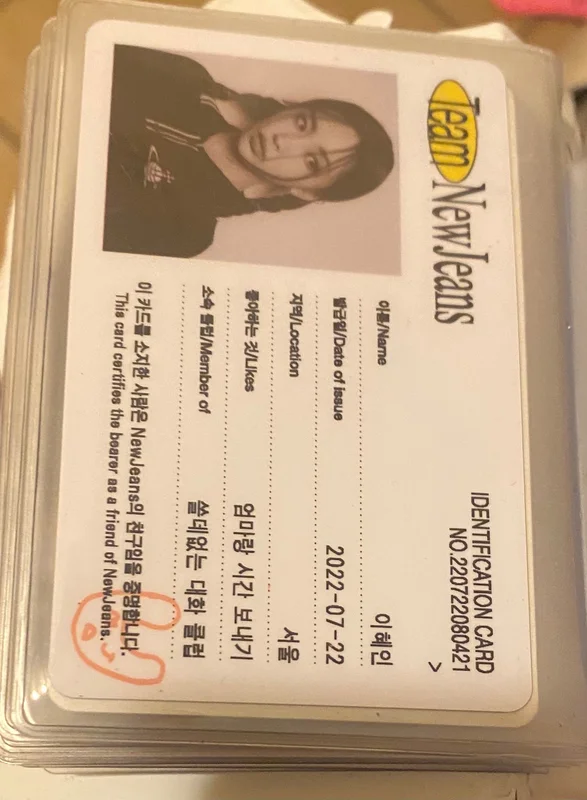 Team NewJeans
IDENTIFICATION CARD
NO.220722080421
이름/Name 이혜인
발급일/Date of issue 2022-07-22
지역/Location 서울
좋아하는 것/Likes 엄마랑 시간 보내기
소속 클럽/Member of 쓸데없는 대회 클럽
이 카드를 소지한 사람은 NewJeans의 친구임을 증명합니다.
This card certifies the bearer as a friend of NewJeans.